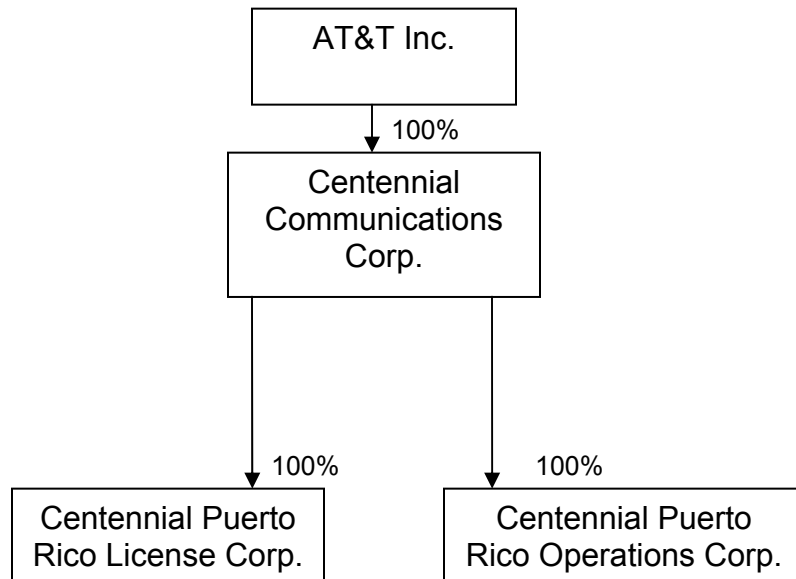 AT&T Inc.
100%
Centennial
Communications
Corp.
100%
100%
Centennial Puerto
Rico License Corp.
Centennial Puerto
Rico Operations Corp.